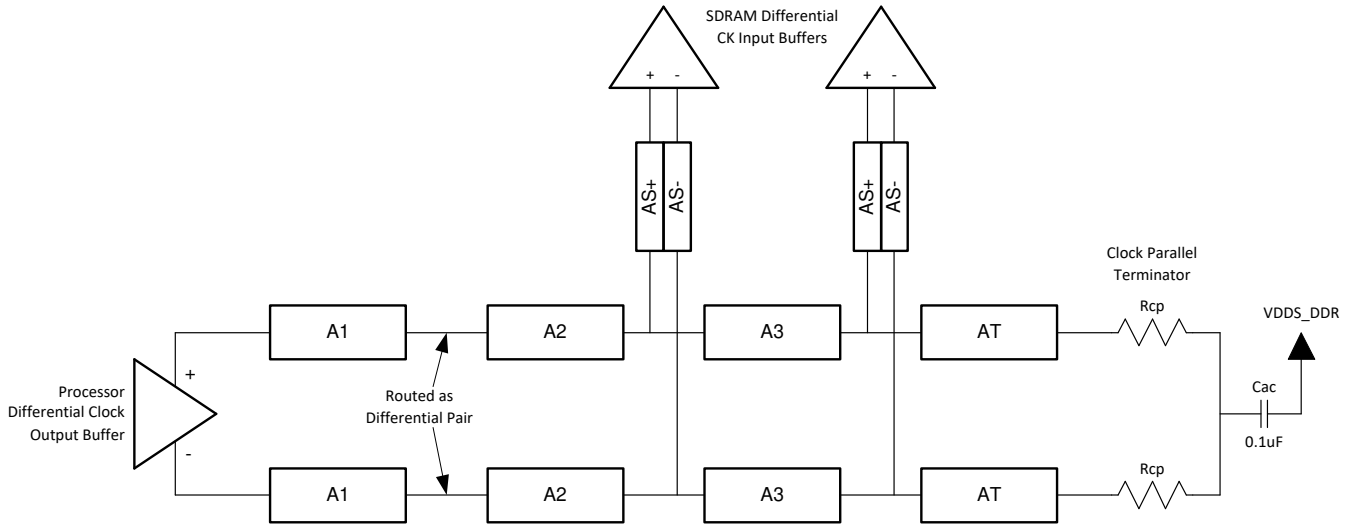 SDRAM Differential
CK Input Buffers
+ -
+ -
AS+
AS-
AS+
AS-
Clock Parallel
Terminator
Rcp
VDDS_DDR
A1
A2
A3
AT
+
Processor
Differential Clock
Output Buffer
-
Routed as
Differential Pair
Cac
0.1uF
Rcp
A1
A2
A3
AT